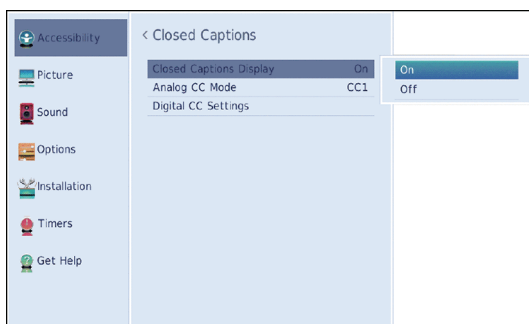 Accessibility
Picture
Sound
Options
Installation
Timers
Get Help
< Closed Captions
Closed Captions Display On
Analog CC Mode CC1
Digital CC Settings
On
Off